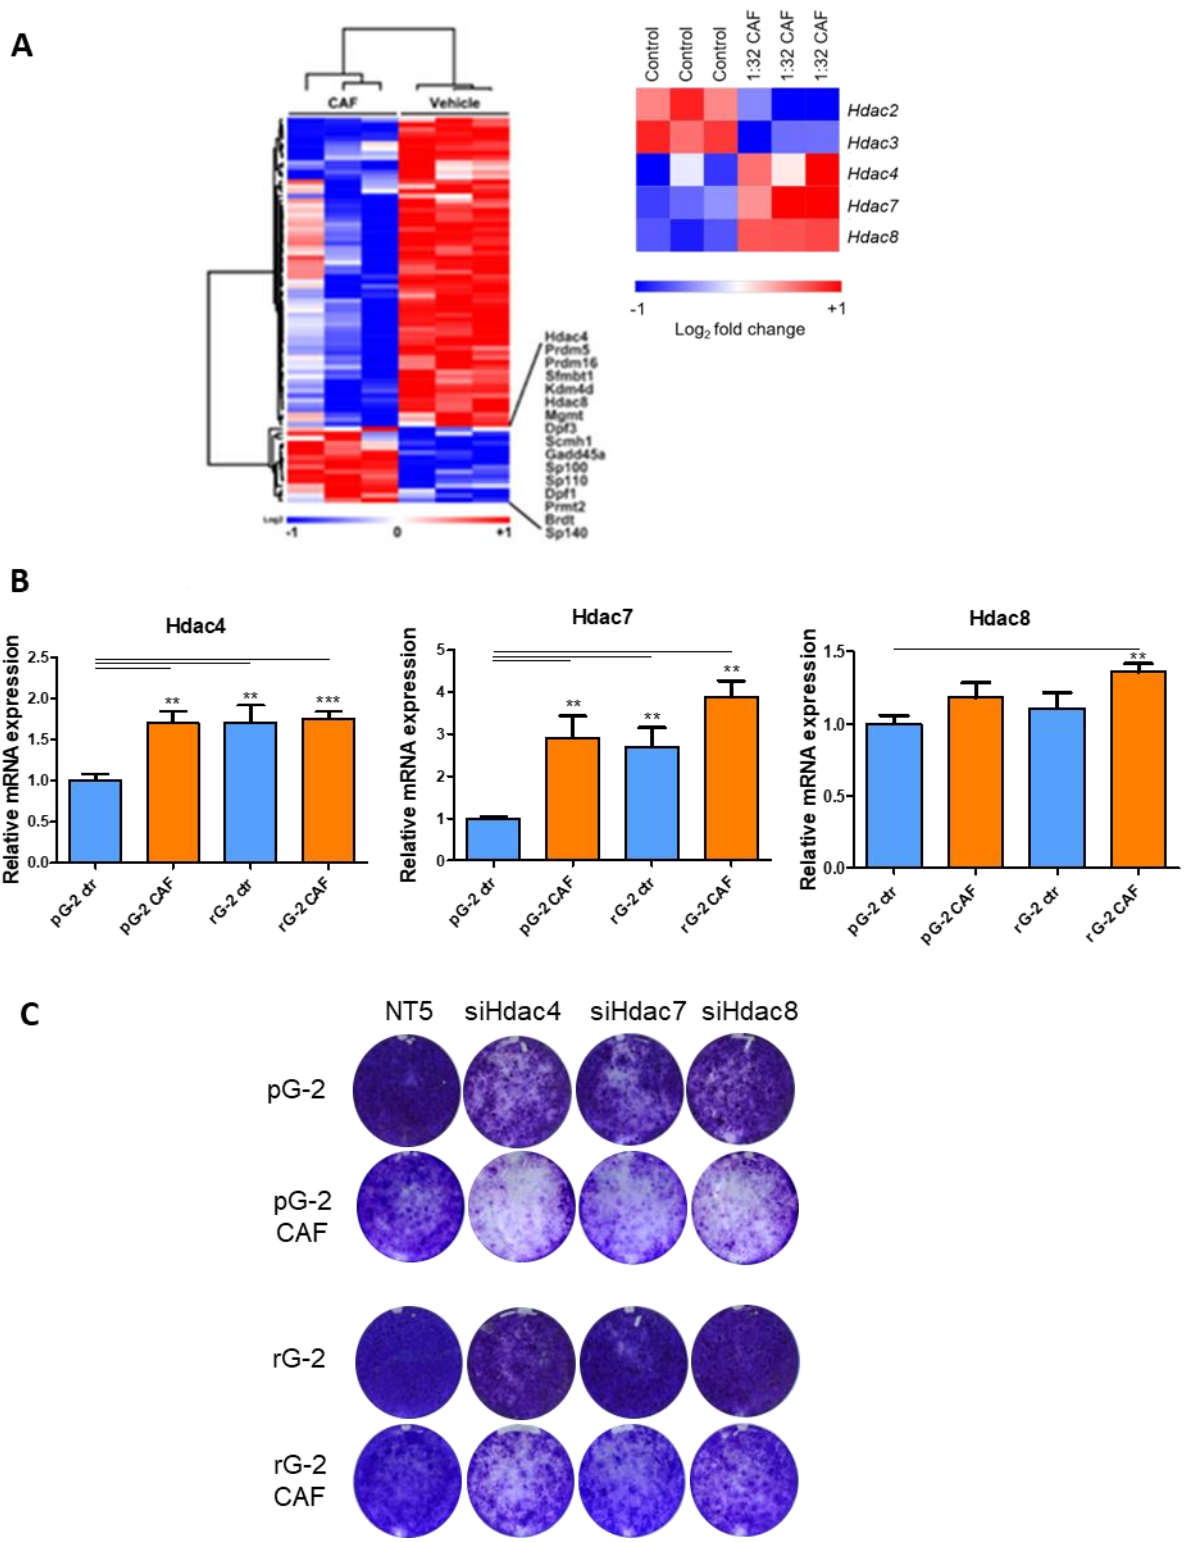 A
CAF
Vehicle
Hdac4
Prdm5
Prdm16
Sfmbt1
Kdm4d
Hdac8
Mgmt
Dpf3
Scmh1
Gadd45a
Sp100
Sp110
Dpf1
Prmt2
Brdt
Sp140
Log2
-1
0
+1
Control
Control
Control
1:32 CAF
1:32 CAF
1:32 CAF
Hdac2
Hdac3
Hdac4
Hdac7
Hdac8
-1
+1
Log2 fold change
B
Hdac4
Relative mRNA expression
2.5
2.0
1.5
1.0
0.5
0.0
**
**
***
pG-2 ctr
pG-2 CAF
rG-2 ctr
rG-2 CAF
Hdac7
Relative mRNA expression
5
4
3
2
1
0
**
**
**
pG-2 ctr
pG-2 CAF
rG-2 ctr
rG-2 CAF
Hdac8
Relative mRNA expression
1.5
1.0
0.5
0.0
**
pG-2 ctr
pG-2 CAF
rG-2 ctr
rG-2 CAF
C
NT5 siHdac4 siHdac7 siHdac8
pG-2
pG-2
CAF
rG-2
rG-2
CAF